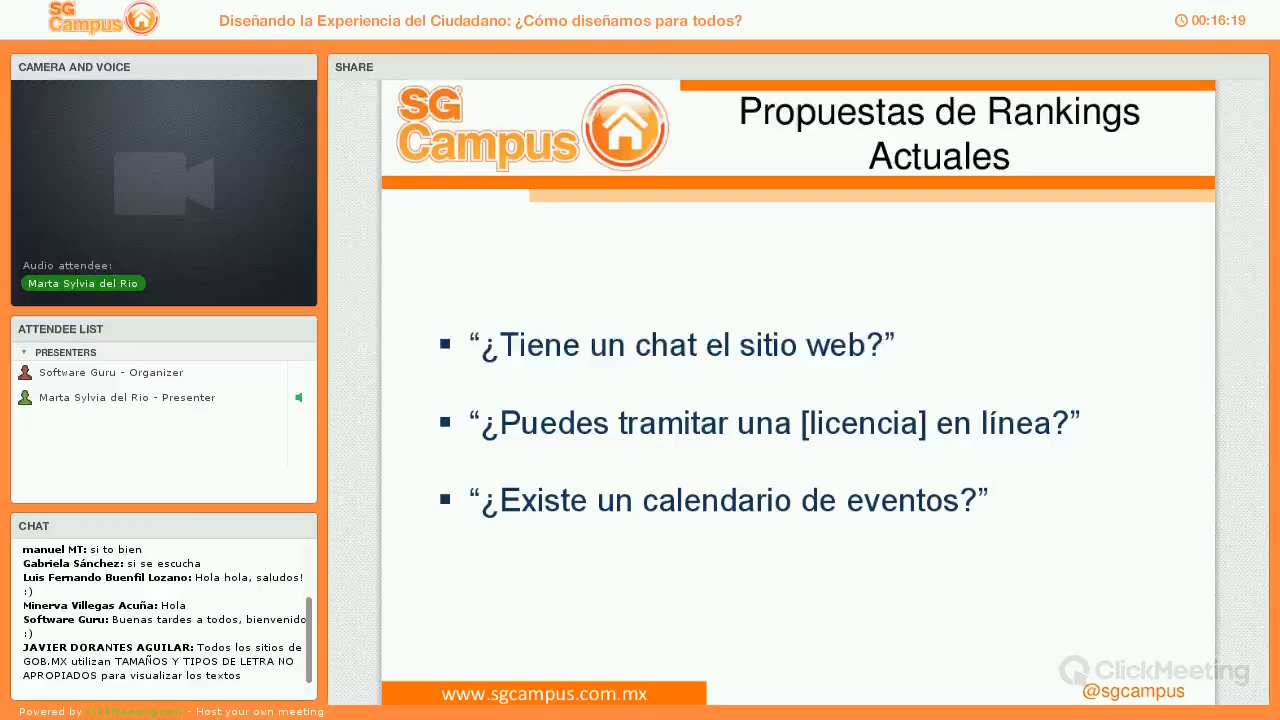 SG
Campus
Diseñando la Experiencia del Ciudadano: ¿Cómo diseñamos para todos?
00:16:19
CAMERA AND VOICE
Audio attendee:
Marta Sylvia del Rio
ATTENDEE LIST
PRESENTERS
Software Guru - Organizer
Marta Sylvia del Rio - Presenter
CHAT
manuel MT: si to bien
Gabriela Sánchez: si se escucha
Luis Fernando Buenfil Lozano: Hola hola, saludos!
:)
Minerva Villegas Acuña: Hola
Software Guru: Buenas tardes a todos, bienvenido
:)
JAVIER DORANTES AGUILAR: Todos los sitios de
GOB.MX utilizan TAMAÑOS Y TIPOS DE LETRA NO
APROPIADOS para visualizar los textos
Powered by ClickMeeting.com - Host your own meeting
SHARE
SG
Campus
Propuestas de Rankings
Actuales
▪ “¿Tiene un chat el sitio web?”
▪ “¿Puedes tramitar una [licencia] en línea?”
▪ “¿Existe un calendario de eventos?”
www.sgcampus.com.mx
ClickMeeting
@sgcampus